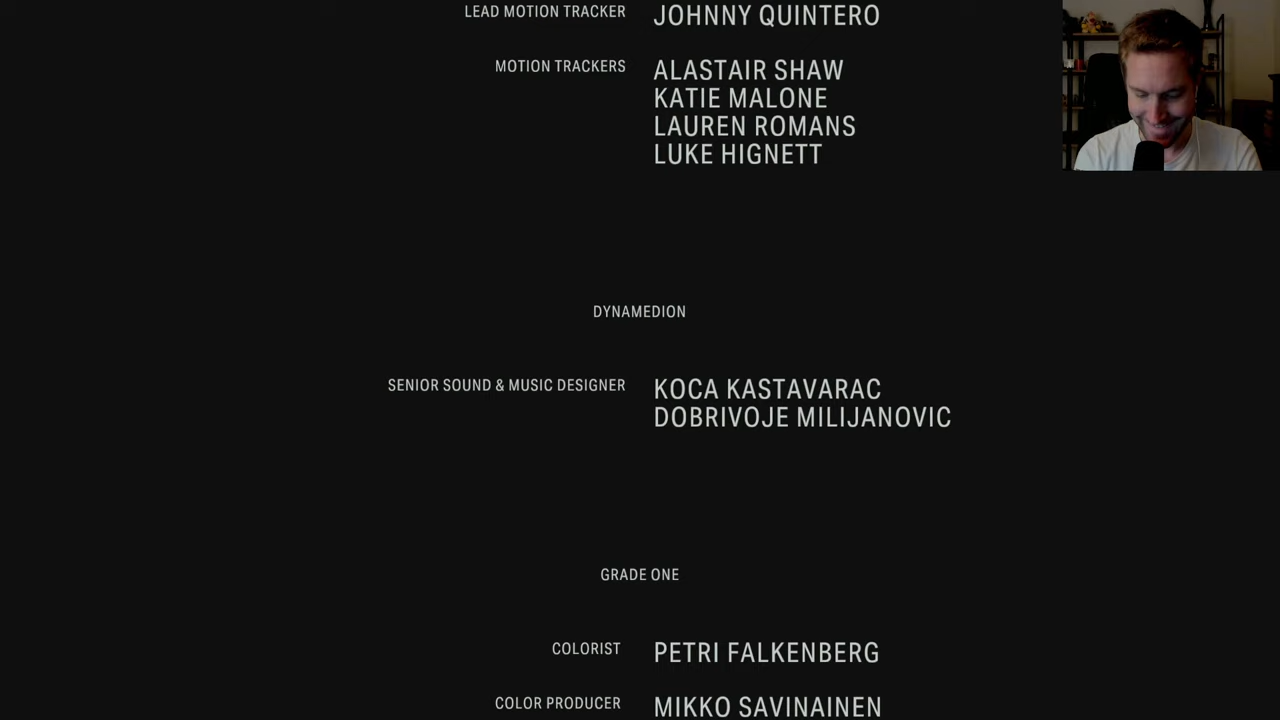 LEAD MOTION TRACKER JOHNNY QUINTERO
MOTION TRACKERS ALASTAIR SHAW
KATIE MALONE
LAUREN ROMANS
LUKE HIGNETT
DYNAMEDION
SENIOR SOUND & MUSIC DESIGNER KOCA KASTAVARAC
DOBRIVOJE MILIJANOVIC
GRADE ONE
COLORIST PETRI FALKENBERG
COLOR PRODUCER MIKKO SAVINAINEN